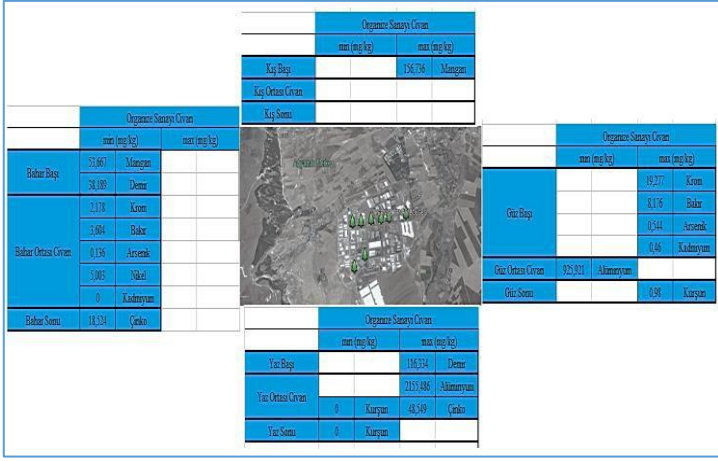 Organize Sanayi Civarı
min (mg/kg) max (mg/kg)
Kış Başı 156,736 Mangan
Kış Ortası Civarı
Kış Sonu
Organize Sanayi Civarı
min (mg/kg) max (mg/kg)
Bahar Başı 53,667 Mangan
38,189 Demir
Bahar Ortası Civarı 2,178 Krom
3,604 Bakır
0,136 Arsenik
5,003 Nikel
0 Kadmiyum
Bahar Sonu 18,324 Çinko
Organize Sanayi Civarı
min (mg/kg) max (mg/kg)
Güz Başı 19,277 Krom
8,176 Bakır
0,544 Arsenik
0,46 Kadmiyum
Güz Ortası Civarı 925,921 Alüminyum
Güz Sonu 0,98 Kurşun
Organize Sanayi Civarı
min (mg/kg) max (mg/kg)
Yaz Başı 116,334 Demir
Yaz Ortası Civarı 2155,486 Alüminyum
0 Kurşun 48,549 Çinko
Yaz Sonu 0 Kurşun